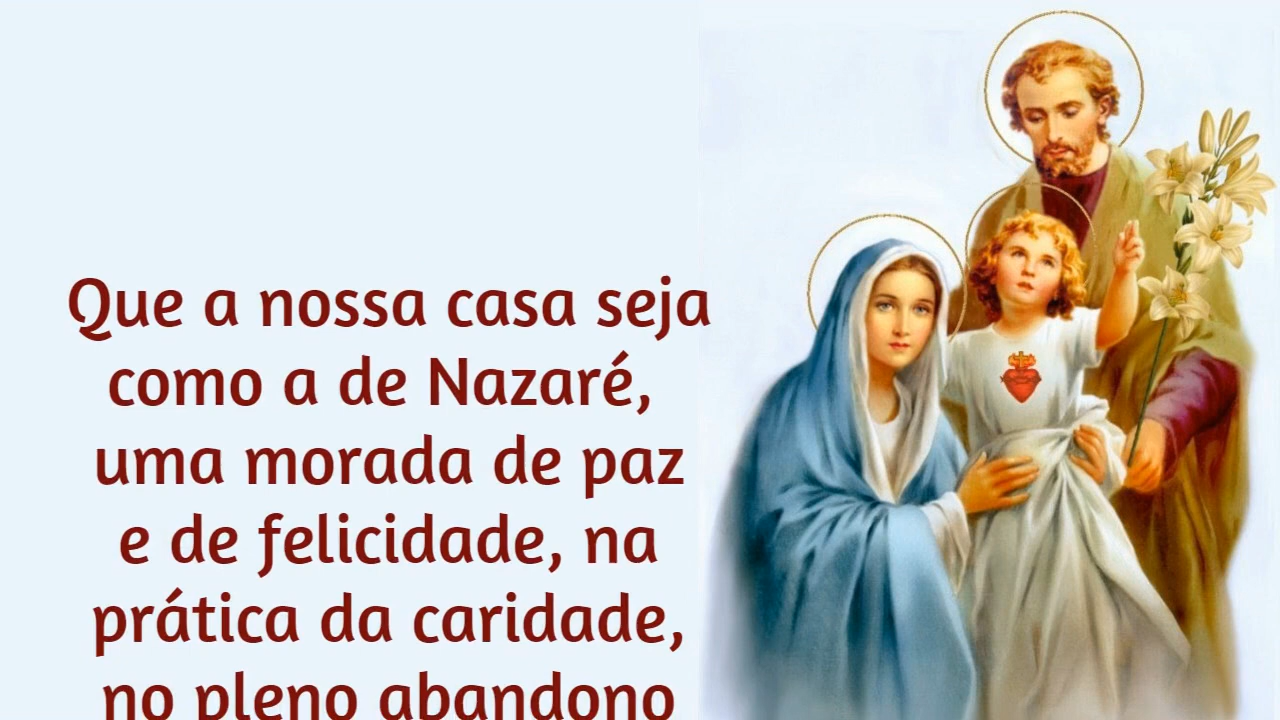 Que a nossa casa seja
como a de Nazaré,
uma morada de paz
e de felicidade, na
prática da caridade,
no pleno abandono